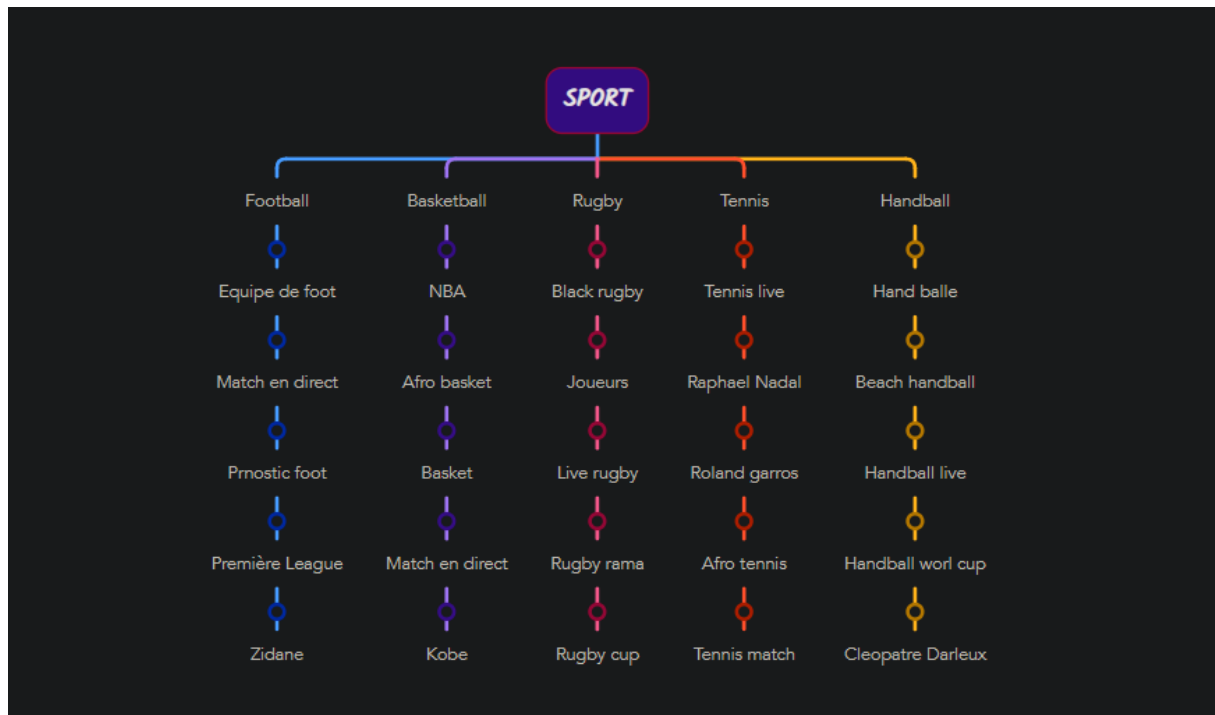 SPORT
Football
Basketball
Rugby
Tennis
Handball
Equipe de foot
NBA
Black rugby
Tennis live
Hand balle
Match en direct
Afro basket
Joueurs
Raphael Nadal
Beach handball
Prnostic foot
Basket
Live rugby
Roland garros
Handball live
Première League
Match en direct
Rugby rama
Afro tennis
Handball worl cup
Zidane
Kobe
Rugby cup
Tennis match
Cleopatre Darleux